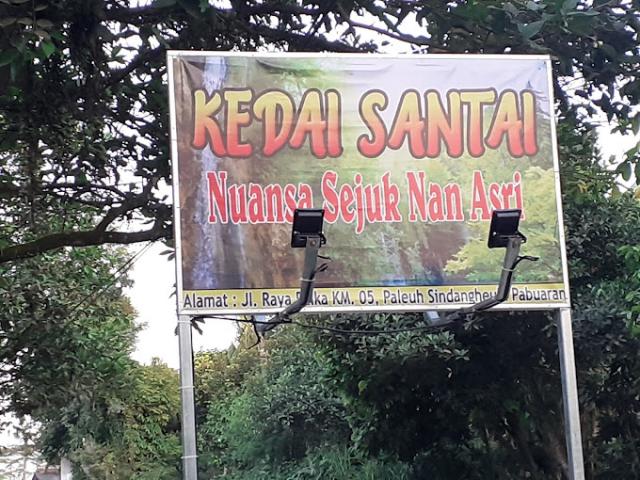 KEDAI SANTAI
Nuansa Sejuk Nan Asri
Alamat : Jl. Raya KM. 05, Paleuh Pabuaran